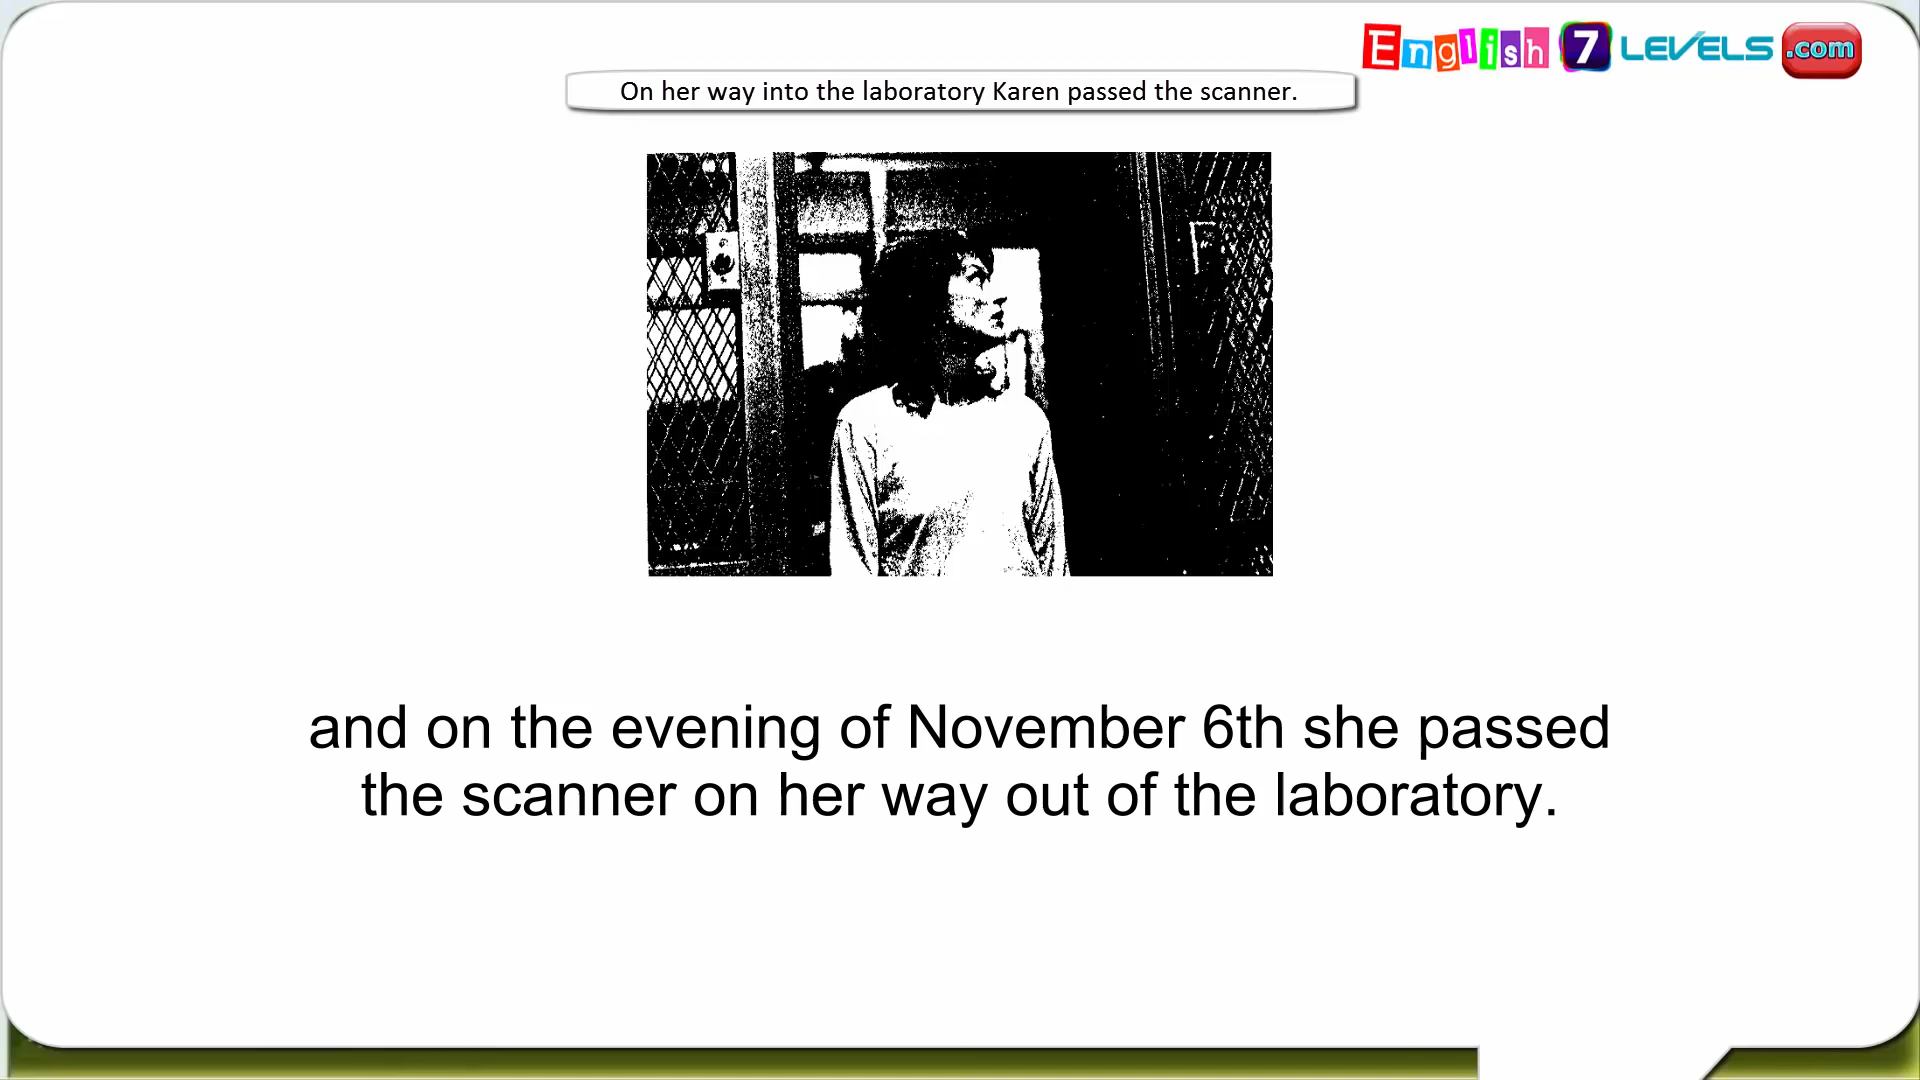 English 7 LEVELS .com
On her way into the laboratory Karen passed the scanner.
and on the evening of November 6th she passed
the scanner on her way out of the laboratory.